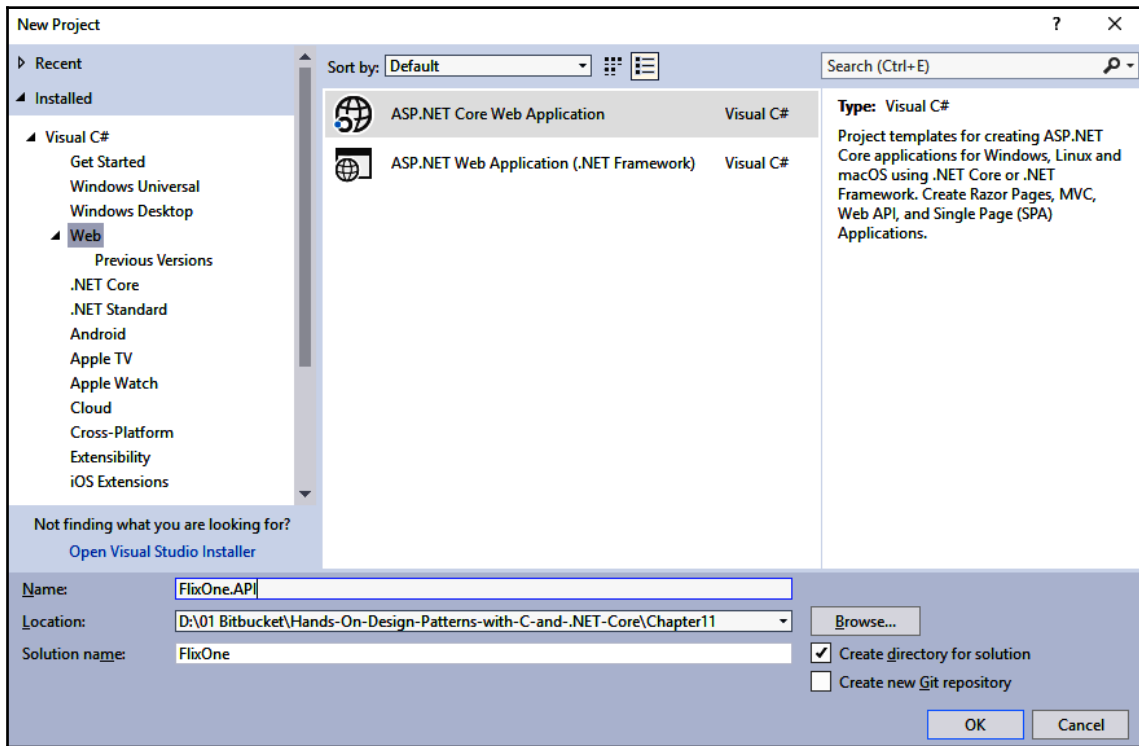 New Project
?
Recent
Installed
Visual C#
Get Started
Windows Universal
Windows Desktop
Web
Previous Versions
.NET Core
.NET Standard
Android
Apple TV
Apple Watch
Cloud
Cross-Platform
Extensibility
iOS Extensions
Not finding what you are looking for?
Open Visual Studio Installer
Sort by: Default
ASP.NET Core Web Application Visual C#
ASP.NET Web Application (.NET Framework) Visual C#
Search (Ctrl+E)
Type: Visual C#
Project templates for creating ASP.NET
Core applications for Windows, Linux and
macOS using .NET Core or .NET
Framework. Create Razor Pages, MVC,
Web API, and Single Page (SPA)
Applications.
Name: FlixOne.API
Location: D:\01 Bitbucket\Hands-On-Design-Patterns-with-C-and-.NET-Core\Chapter11
Browse...
Solution name: FlixOne
Create directory for solution
Create new Git repository
OK
Cancel